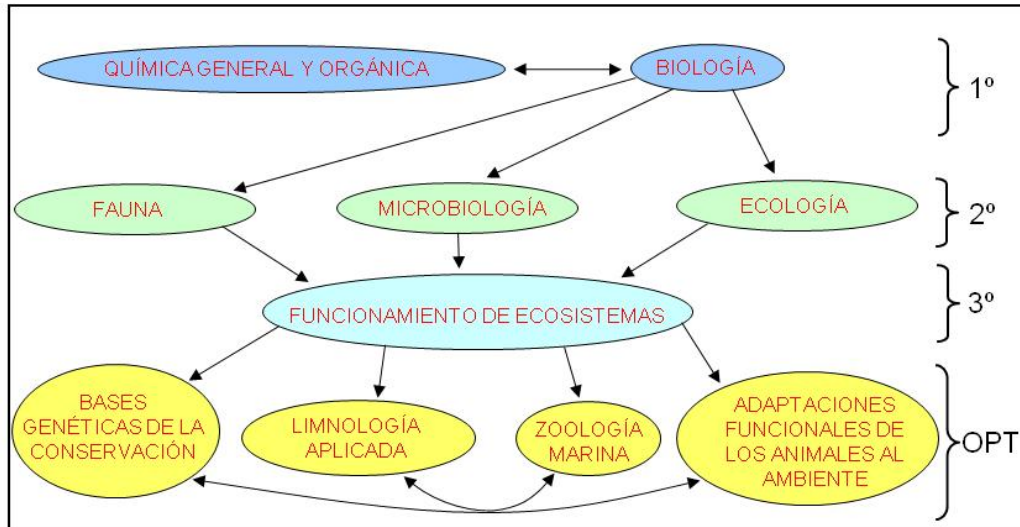 QUÍMICA GENERAL Y ORGÁNICA
BIOLOGÍA
1º
FAUNA
MICROBIOLOGÍA
ECOLOGÍA
2º
FUNCIONAMIENTO DE ECOSISTEMAS
3º
BASES
GENÉTICAS DE LA
CONSERVACIÓN
LIMNOLOGÍA
APLICADA
ZOOLOGÍA
MARINA
ADAPTACIONES
FUNCIONALES DE
LOS ANIMALES AL
AMBIENTE
OPT